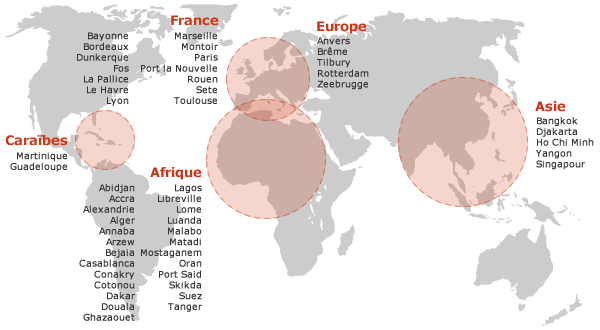 France
Bayonne
Bordeaux
Dunkerque
Fos
La Pallice
Le Havre
Lyon
Marseille
Montoir
Paris
Port la Nouvelle
Rouen
Sete
Toulouse
Europe
Anvers
Brême
Tilbury
Rotterdam
Zeebrugge
Asie
Bangkok
Djakarta
Ho Chi Minh
Yangon
Singapour
Caraïbes
Martinique
Guadeloupe
Afrique
Abidjan
Accra
Alexandrie
Alger
Annaba
Arzew
Bejaia
Casablanca
Conakry
Cotonou
Dakar
Douala
Ghazaouet
Lagos
Libreville
Lome
Luanda
Malabo
Matadi
Mostaganem
Oran
Port Said
Skikda
Suez
Tanger